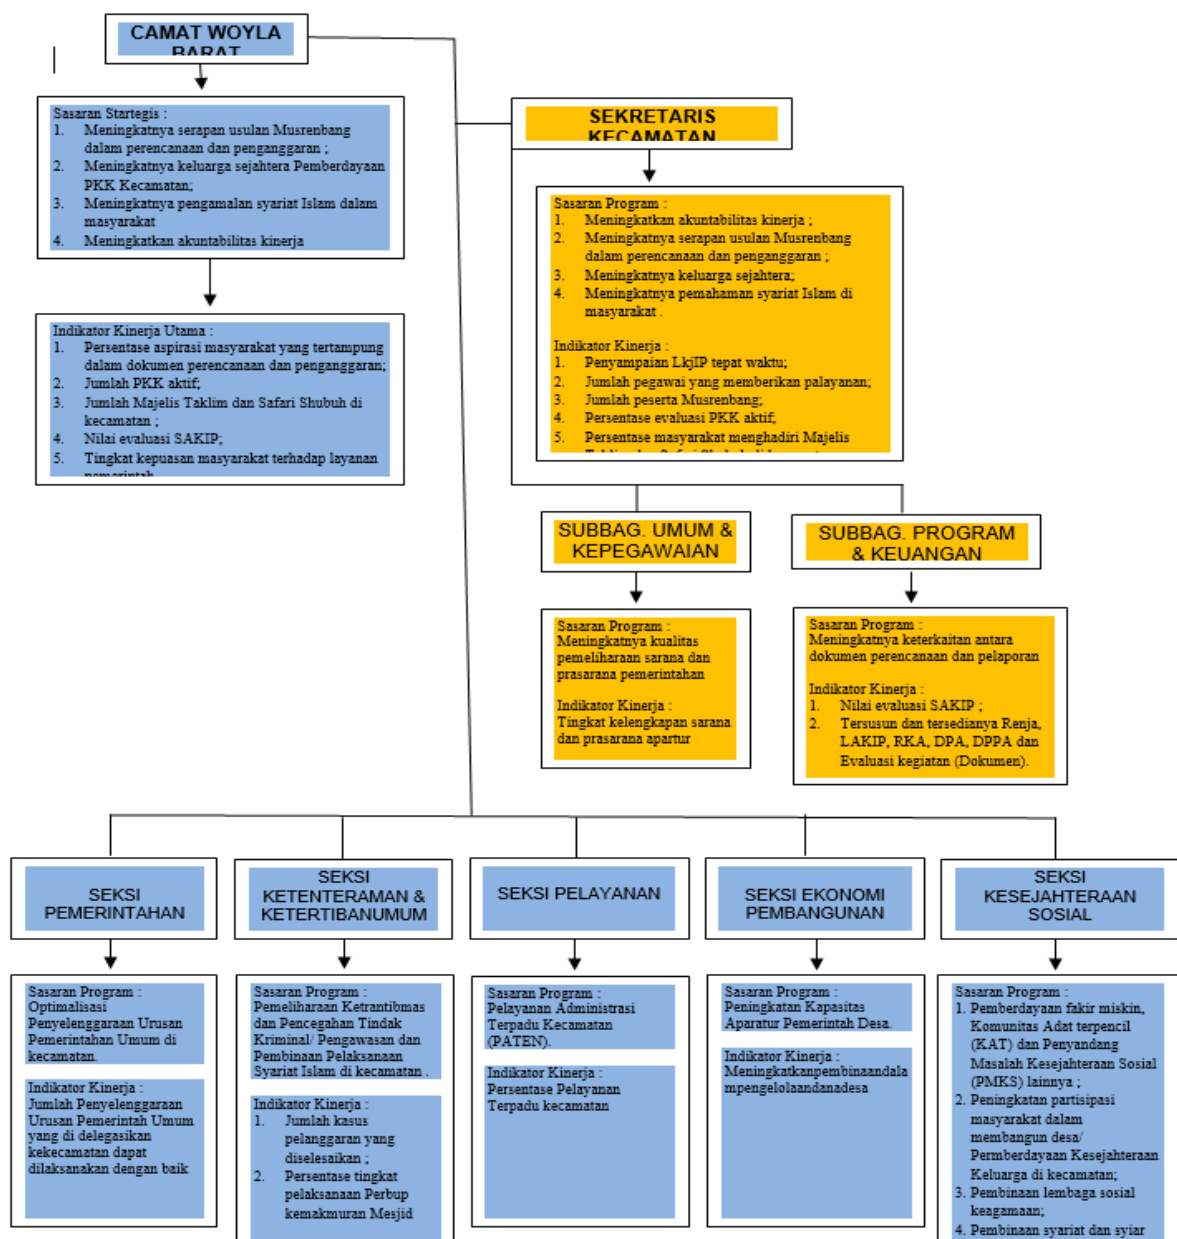 CAMAT WOYLA
BARAT
Sasaran Startegis :
1. Meningkatnya serapan usulan Musrenbang
dalam perencanaan dan penganggaran ;
2. Meningkatnya keluarga sejahtera Pemberdayaan
PKK Kecamatan;
3. Meningkatnya pengamalan syariat Islam dalam
masyarakat
4. Meningkatkan akuntabilitas kinerja
Indikator Kinerja Utama :
1. Persentase aspirasi masyarakat yang tertampung
dalam dokumen perencanaan dan penganggaran;
2. Jumlah PKK aktif;
3. Jumlah Majelis Taklim dan Safari Shubuh di
kecamatan ;
4. Nilai evaluasi SAKIP;
5. Tingkat kepuasan masyarakat terhadap layanan
pemerintah
SEKRETARIS
KECAMATAN
Sasaran Program :
1. Meningkatkan akuntabilitas kinerja ;
2. Meningkatnya serapan usulan Musrenbang
dalam perencanaan dan penganggaran ;
3. Meningkatnya keluarga sejahtera;
4. Meningkatnya pemahaman syariat Islam di
masyarakat .
Indikator Kinerja :
1. Penyampaian LkjIP tepat waktu;
2. Jumlah pegawai yang memberikan palayanan;
3. Jumlah peserta Musrenbang;
4. Persentase evaluasi PKK aktif;
5. Persentase masyarakat menghadiri Majelis
SUBBAG. UMUM &
KEPEGAWAIAN
Sasaran Program :
Meningkatnya kualitas
pemeliharaan sarana dan
prasarana pemerintahan
Indikator Kinerja :
Tingkat kelengkapan sarana
dan prasarana apartur
SUBBAG. PROGRAM
& KEUANGAN
Sasaran Program :
Meningkatnya keterkaitan antara
dokumen perencanaan dan pelaporan
Indikator Kinerja :
1. Nilai evaluasi SAKIP ;
2. Tersusun dan tersedianya Renja,
LAKIP, RKA, DPA, DPPA dan
Evaluasi kegiatan (Dokumen).
SEKSI
PEMERINTAHAN
Sasaran Program :
Optimalisasi
Penyelenggaraan Urusan
Pemerintahan Umum di
kecamatan.
Indikator Kinerja :
Jumlah Penyelenggaraan
Urusan Pemerintah Umum
yang di delegasikan
kekecamatan dapat
dilaksanakan dengan baik
SEKSI
KETENTERAMAN &
KETERTIBANUMUM
Sasaran Program :
Pemeliharaan Ketrantibmas
dan Pencegahan Tindak
Kriminal/ Pengawasan dan
Pembinaan Pelaksanaan
Syariat Islam di kecamatan .
Indikator Kinerja :
1. Jumlah kasus
pelanggaran yang
diselesaikan ;
2. Persentase tingkat
pelaksanaan Perbup
kemakmuran Mesjid
SEKSI PELAYANAN
Sasaran Program :
Pelayanan Administrasi
Terpadu Kecamatan
(PATEN).
Indikator Kinerja :
Persentase Pelayanan
Terpadu kecamatan
SEKSI EKONOMI
PEMBANGUNAN
Sasaran Program :
Peningkatan Kapasitas
Aparatur Pemerintah Desa.
Indikator Kinerja :
Meningkatkanpembinaandala
mpengelolaandanadesa
SEKSI
KESEJAHTERAAN
SOSIAL
Sasaran Program :
1. Pemberdayaan fakir miskin,
Komunitas Adat terpencil
(KAT) dan Penyandang
Masalah Kesejahteraan Sosial
(PMKS) lainnya ;
2. Peningkatan partisipasi
masyarakat dalam
membangun desa/
Permberdayaan Kesejahteraan
Keluarga di kecamatan;
3. Pembinaan lembaga sosial
keagamaan;
4. Pembinaan syariat dan syiar